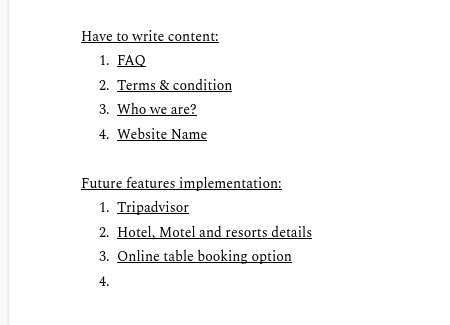 Have to write content:
1. FAQ
2. Terms & condition
3. Who we are?
4. Website Name
Future features implementation:
1. Tripadvisor
2. Hotel, Motel and resorts details
3. Online table booking option
4.